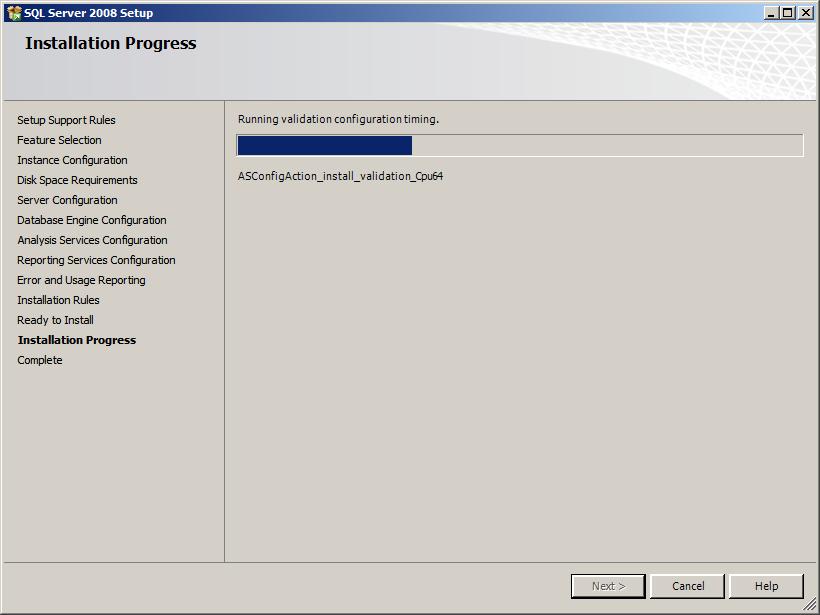 SQL Server 2008 Setup
Installation Progress
Setup Support Rules
Feature Selection
Instance Configuration
Disk Space Requirements
Server Configuration
Database Engine Configuration
Analysis Services Configuration
Reporting Services Configuration
Error and Usage Reporting
Installation Rules
Ready to Install
Installation Progress
Complete
Running validation configuration timing.
ASConfigAction_install_validation_Cpu64
Next >
Cancel
Help